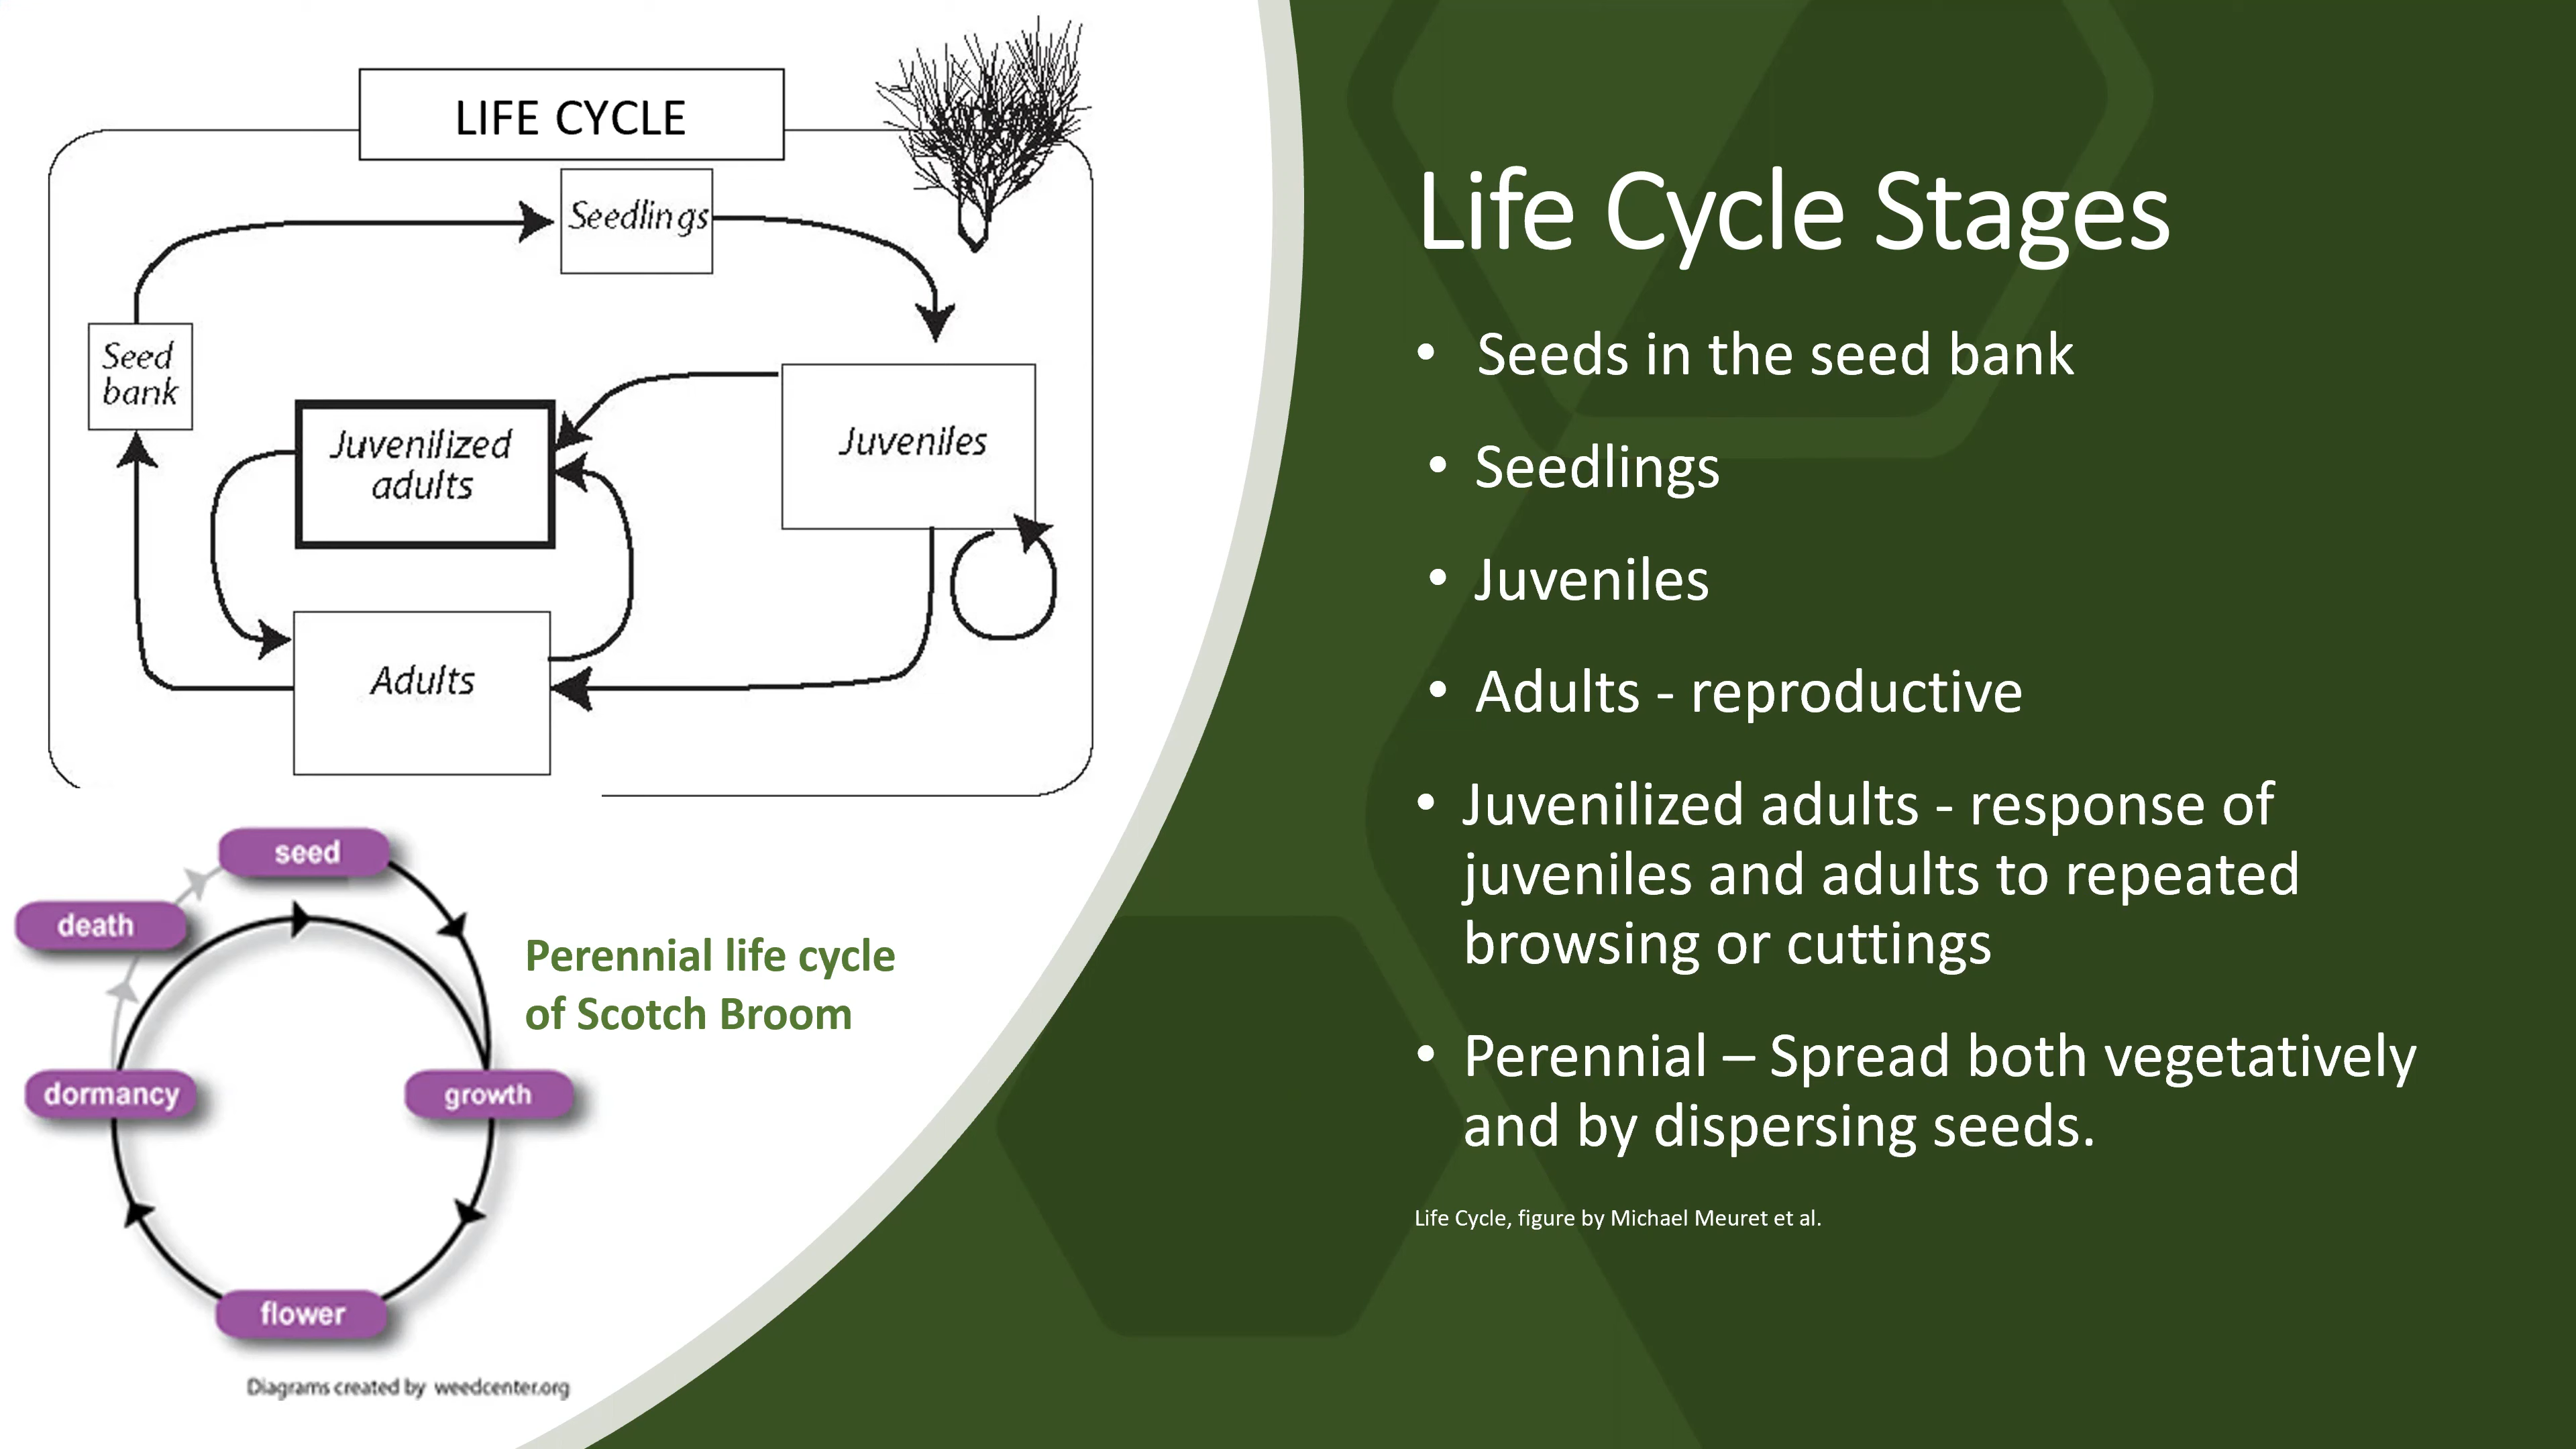 LIFE CYCLE
Seedlings
Seed
bank
Juvenilized
adults
Juveniles
Adults
seed
death
Perennial life cycle
of Scotch Broom
dormancy
growth
flower
Diagrams created by weedcenter.org
Life Cycle Stages
• Seeds in the seed bank
• Seedlings
• Juveniles
• Adults - reproductive
• Juvenilized adults - response of
juveniles and adults to repeated
browsing or cuttings
• Perennial – Spread both vegetatively
and by dispersing seeds.
Life Cycle, figure by Michael Meuret et al.